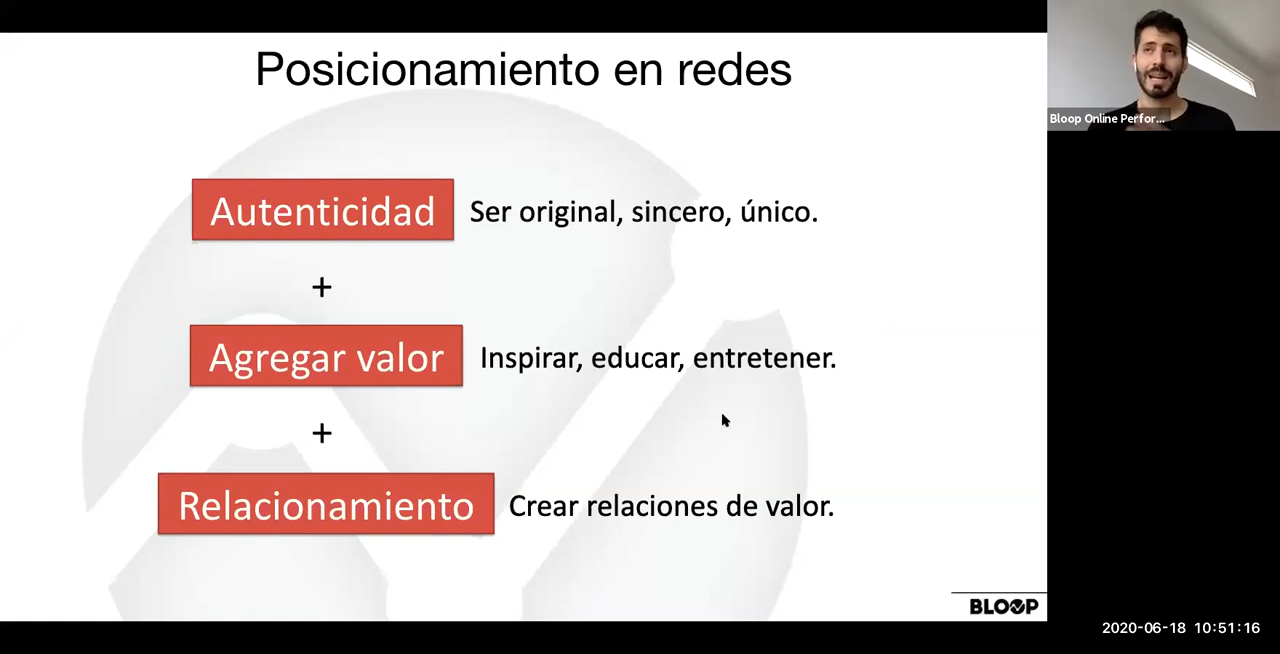 Posicionamiento en redes
Bloop Online Perfor...
Autenticidad Ser original, sincero, único.
+
Agregar valor Inspirar, educar, entretener.
+
Relacionamiento Crear relaciones de valor.
BLOOP
2020-06-18 10:51:16